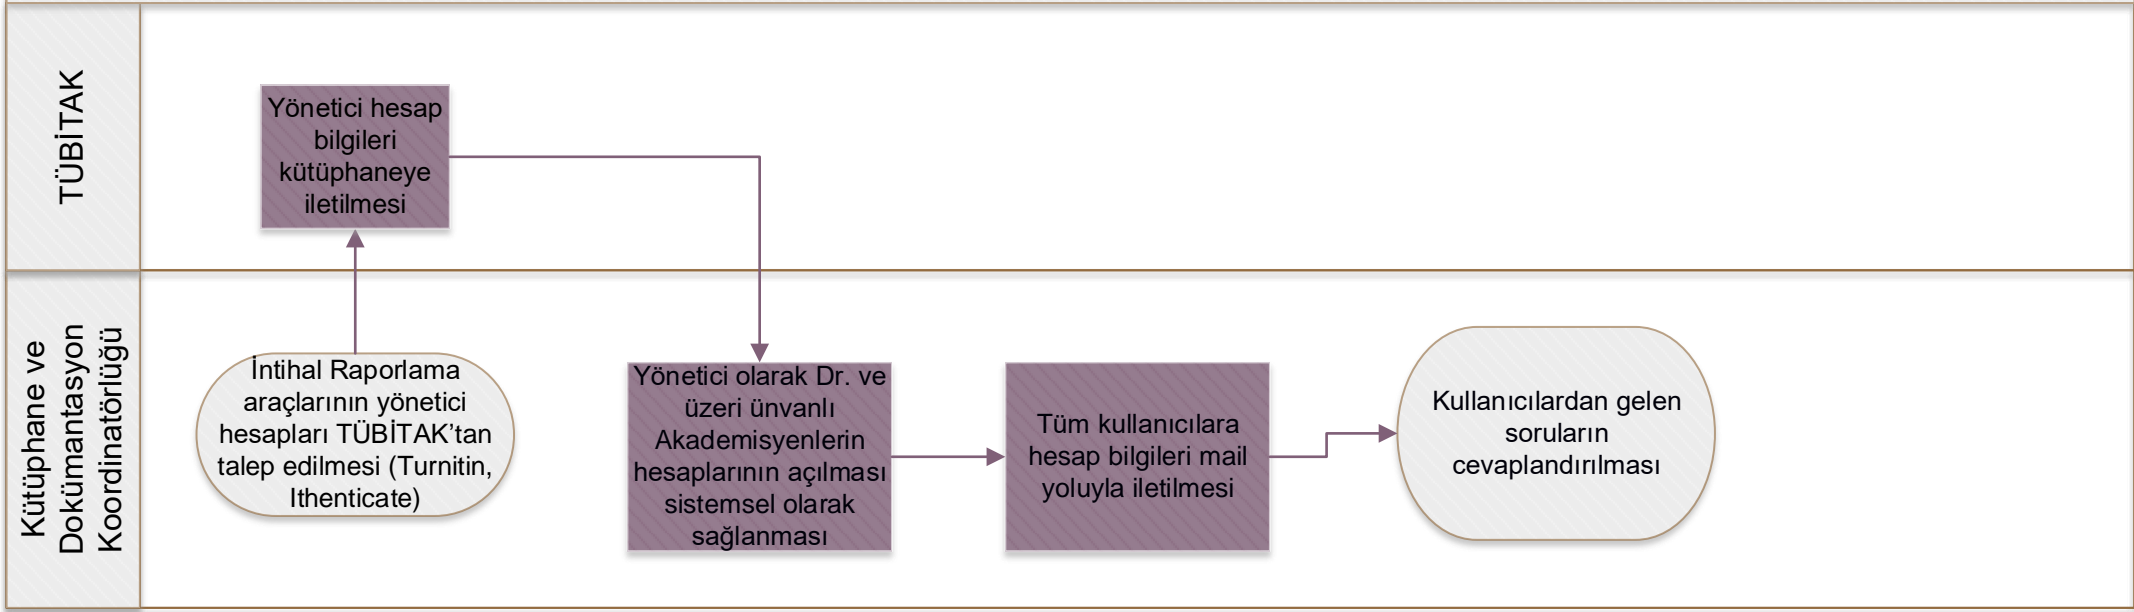 TÜBİTAK
Yönetici hesap
bilgileri
kütüphaneye
iletilmesi
Kütüphane ve
Dokümantasyon
Koordinatörlüğü
İntihal Raporlama
araçlarının yönetici
hesapları TÜBİTAK’tan
talep edilmesi (Turnitin,
Ithenticate)
Yönetici olarak Dr. ve
üzeri ünvanlı
Akademisyenlerin
hesaplarının açılması
sistemsel olarak
sağlanması
Tüm kullanıcılara
hesap bilgileri mail
yoluyla iletilmesi
Kullanıcılardan gelen
soruların
cevaplandırılması